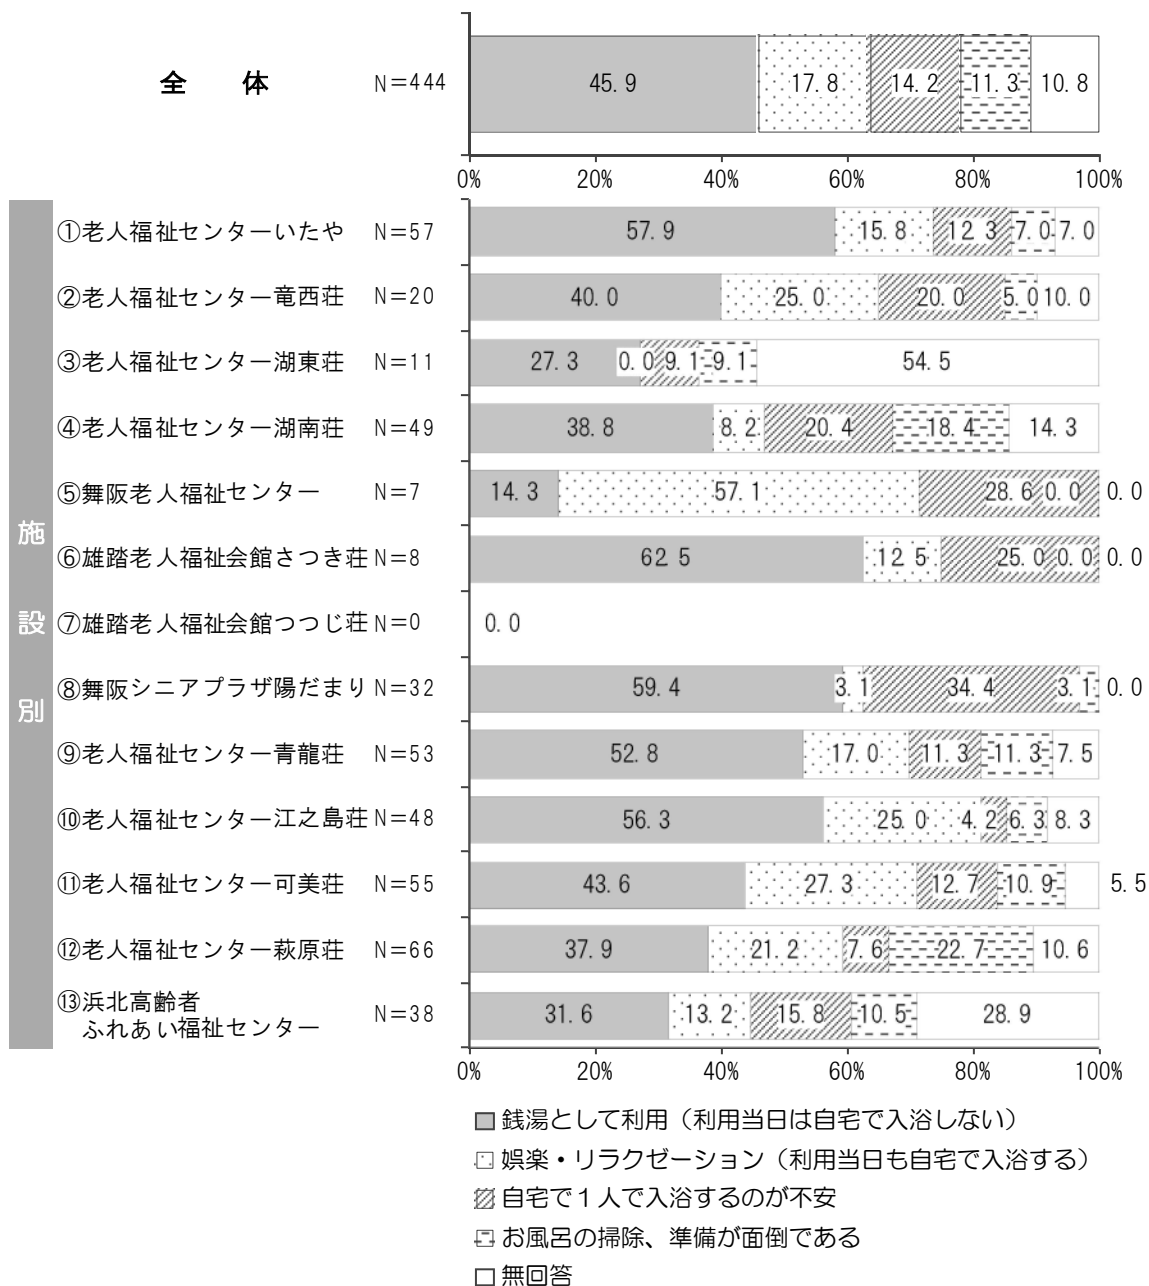 全　体 N=444 45.9 17.8 14.2 11.3 10.8
0% 20% 40% 60% 80% 100%
施設別
①老人福祉センターいたや N=57 57.9 15.8 12.3 7.0 7.0
②老人福祉センター竜西荘 N=20 40.0 25.0 20.0 5.0 10.0
③老人福祉センター湖東荘 N=11 27.3 0.0 9.1 9.1 54.5
④老人福祉センター湖南荘 N=49 38.8 8.2 20.4 18.4 14.3
⑤舞阪老人福祉センター N=7 14.3 57.1 28.6 0.0 0.0
⑥雄踏老人福祉会館さつき荘 N=8 62.5 12.5 25.0 0.0 0.0
⑦雄踏老人福祉会館つつじ荘 N=0 0.0
⑧舞阪シニアプラザ陽だまり N=32 59.4 3.1 34.4 3.1 0.0
⑨老人福祉センター青龍荘 N=53 52.8 17.0 11.3 11.3 7.5
⑩老人福祉センター江之島荘 N=48 56.3 25.0 4.2 6.3 8.3
⑪老人福祉センター可美荘 N=55 43.6 27.3 12.7 10.9 5.5
⑫老人福祉センター萩原荘 N=66 37.9 21.2 7.6 22.7 10.6
⑬浜北高齢者
ふれあい福祉センター N=38 31.6 13.2 15.8 10.5 28.9
0% 20% 40% 60% 80% 100%
銭湯として利用（利用当日は自宅で入浴しない）
娯楽・リラクゼーション（利用当日も自宅で入浴する）
自宅で１人で入浴するのが不安
お風呂の掃除、準備が面倒である
無回答